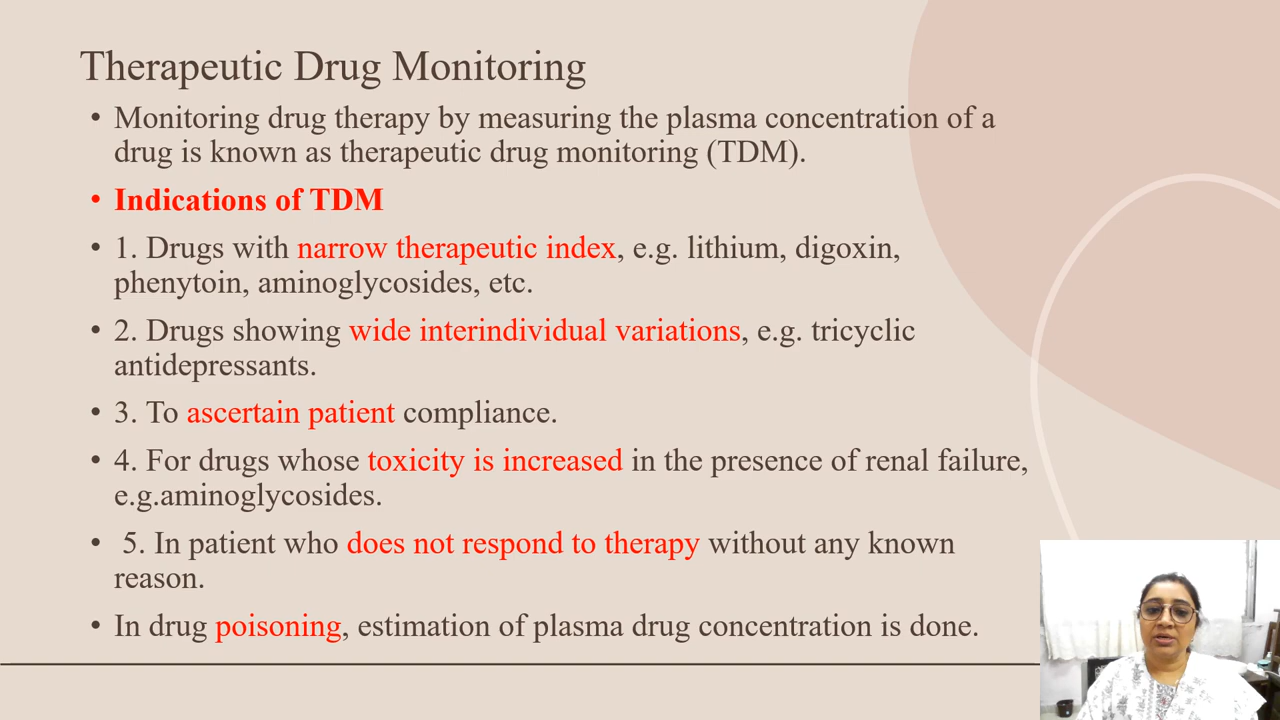 Therapeutic Drug Monitoring
• Monitoring drug therapy by measuring the plasma concentration of a
drug is known as therapeutic drug monitoring (TDM).
• Indications of TDM
• 1. Drugs with narrow therapeutic index, e.g. lithium, digoxin,
phenytoin, aminoglycosides, etc.
• 2. Drugs showing wide interindividual variations, e.g. tricyclic
antidepressants.
• 3. To ascertain patient compliance.
• 4. For drugs whose toxicity is increased in the presence of renal failure,
e.g.aminoglycosides.
• 5. In patient who does not respond to therapy without any known
reason.
• In drug poisoning, estimation of plasma drug concentration is done.